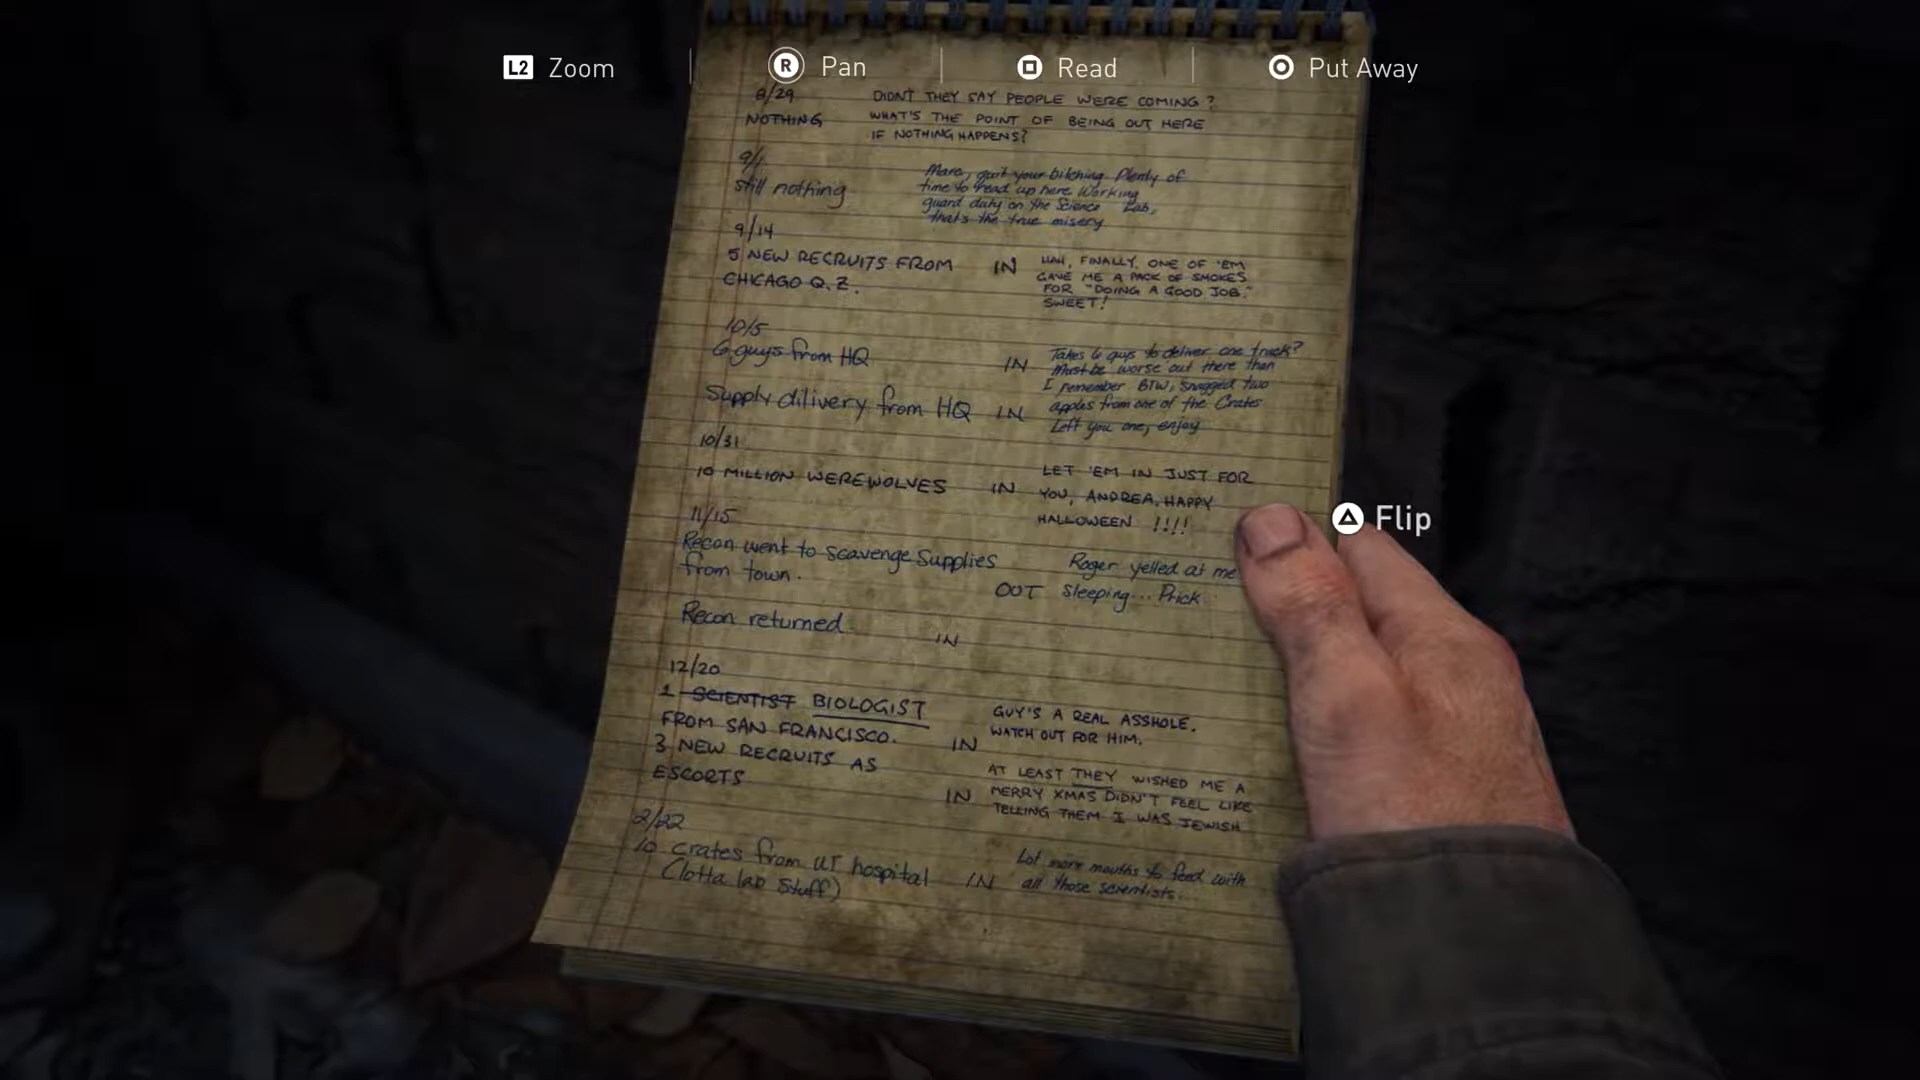 L2 Zoom
R Pan
Read
Put Away
8/29
NOTHING
DIDN'T THEY SAY PEOPLE WERE COMING?
WHAT'S THE POINT OF BEING OUT HERE
IF NOTHING HAPPENS?
9/1
still nothing
Mara, quit your bitching Plenty of
time to read up here Working
guard duty on the Science Lab,
that's the true misery
9/14
5 NEW RECRUITS FROM
CHICAGO Q.Z.
IN
HAH, FINALLY, ONE OF 'EM
GAVE ME A PACK OF SMOKES
FOR "DOING A GOOD JOB."
SWEET!
10/5
6 guys from HQ
IN
Takes 6 guys to deliver one truck?
Must be worse out there than
I remember BTW, snagged two
apples from one of the Crates
Left you one, enjoy
Supply dilivery from HQ
IN
10/31
10 MILLION WEREWOLVES
IN
LET 'EM IN JUST FOR
YOU, ANDREA. HAPPY
HALLOWEEN !!!!
11/15
Recon went to scavenge supplies
from town.
OUT
Roger yelled at me
Sleeping... Prick
Recon returned
IN
Flip
12/20
1 SCIENTIST BIOLOGIST
FROM SAN FRANCISCO.
IN
GUY'S A REAL ASSHOLE.
WATCH OUT FOR HIM.
3 NEW RECRUITS AS
ESCORTS
IN
AT LEAST THEY WISHED ME A
MERRY XMAS DIDN'T FEEL LIKE
TELLING THEM I WAS JEWISH
2/22
10 crates from UT hospital
(lotta lab stuff)
IN
Lot more mouths to feed with
all those scientists...